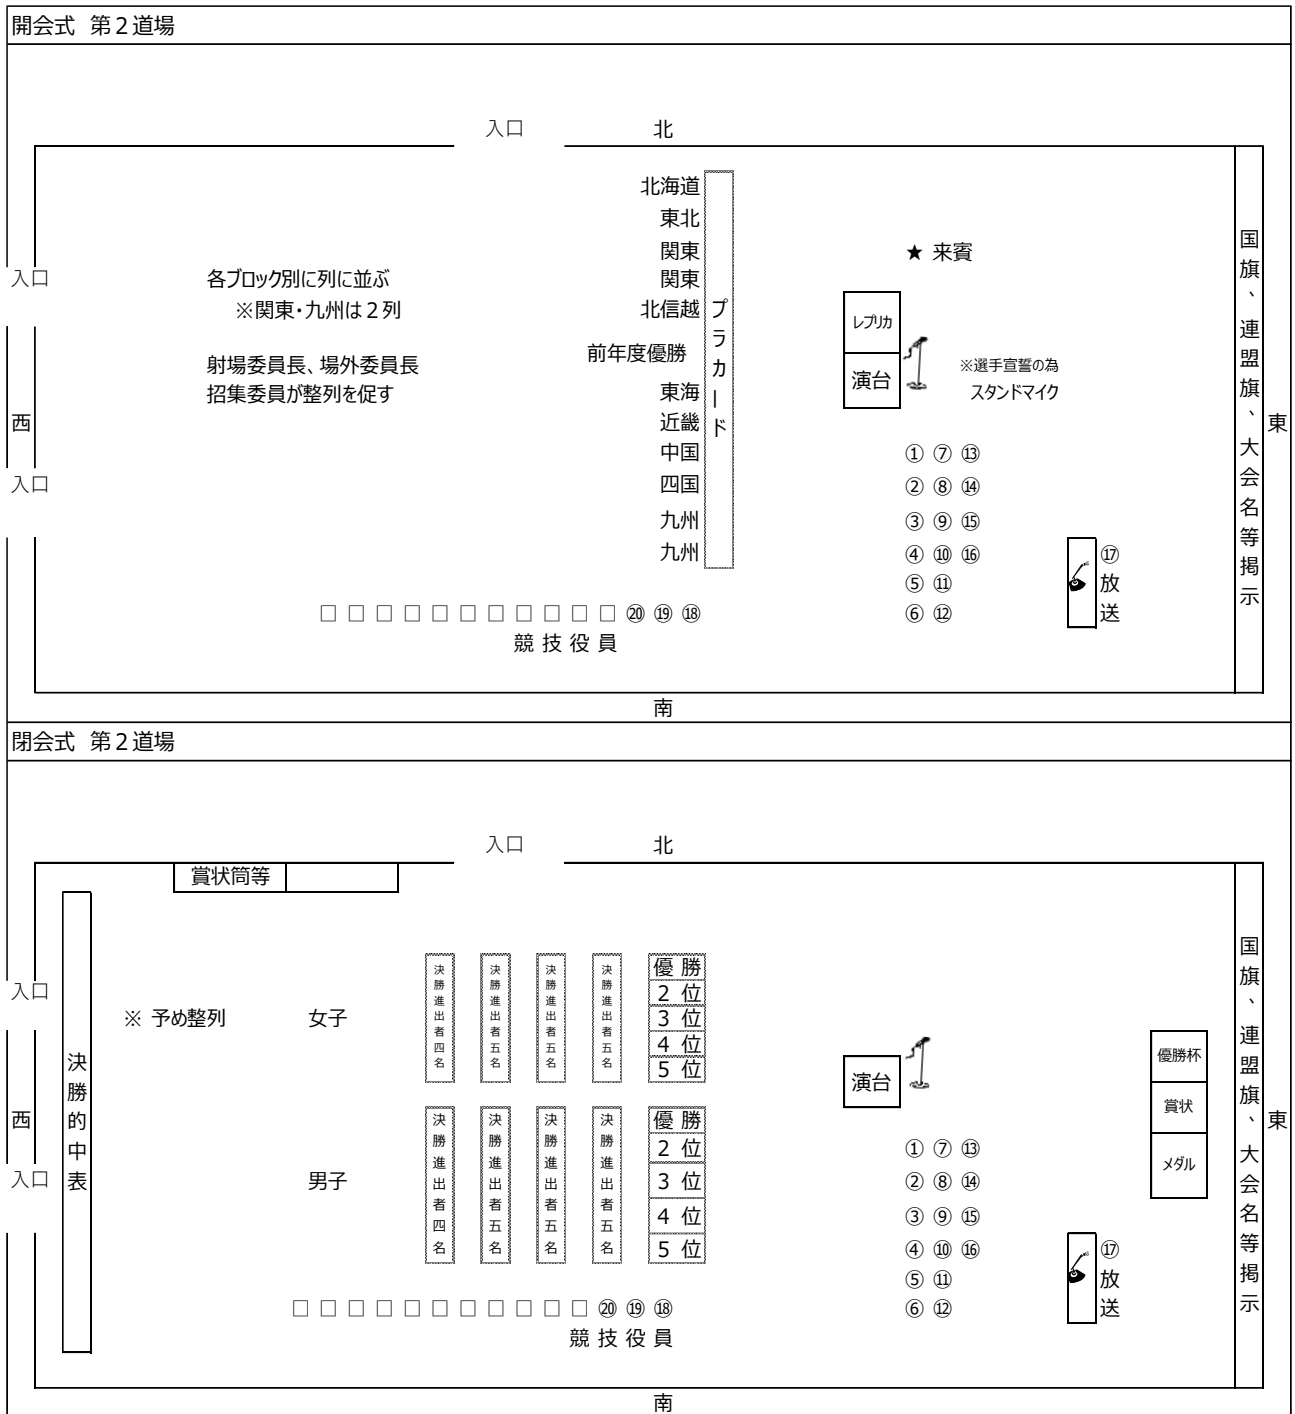 開会式 第２道場
入口
北
北海道
東北
関東
★ 来賓
入口
各ブロック別に列に並ぶ
関東
※関東・九州は２列
北信越
プラカード
レプリカ
前年度優勝
射場委員長、場外委員長
演台
※選手宣誓の為
招集委員が整列を促す
東海
スタンドマイク
国旗、連盟旗、大会名等掲示
西
近畿
東
中国
① ⑦ ⑬
入口
四国
② ⑧ ⑭
九州
③ ⑨ ⑮
九州
④ ⑩ ⑯
⑰
放送
⑤ ⑪
□ □ □ □ □ □ □ □ □ □ □ ⑳ ⑲ ⑱
⑥ ⑫
競 技 役 員
南
閉会式 第２道場
入口
北
賞状筒等
決勝進出者四名
決勝進出者五名
決勝進出者五名
決勝進出者五名
優 勝
２ 位
３ 位
４ 位
５ 位
入口
※ 予め整列
女子
国旗、連盟旗、大会名等掲示
決勝的中表
演台
優勝杯
賞状
メダル
西
東
決勝進出者四名
決勝進出者五名
決勝進出者五名
決勝進出者五名
優 勝
２ 位
３ 位
４ 位
５ 位
入口
男子
① ⑦ ⑬
② ⑧ ⑭
③ ⑨ ⑮
④ ⑩ ⑯
⑰
放送
⑤ ⑪
□ □ □ □ □ □ □ □ □ □ □ ⑳ ⑲ ⑱
⑥ ⑫
競 技 役 員
南